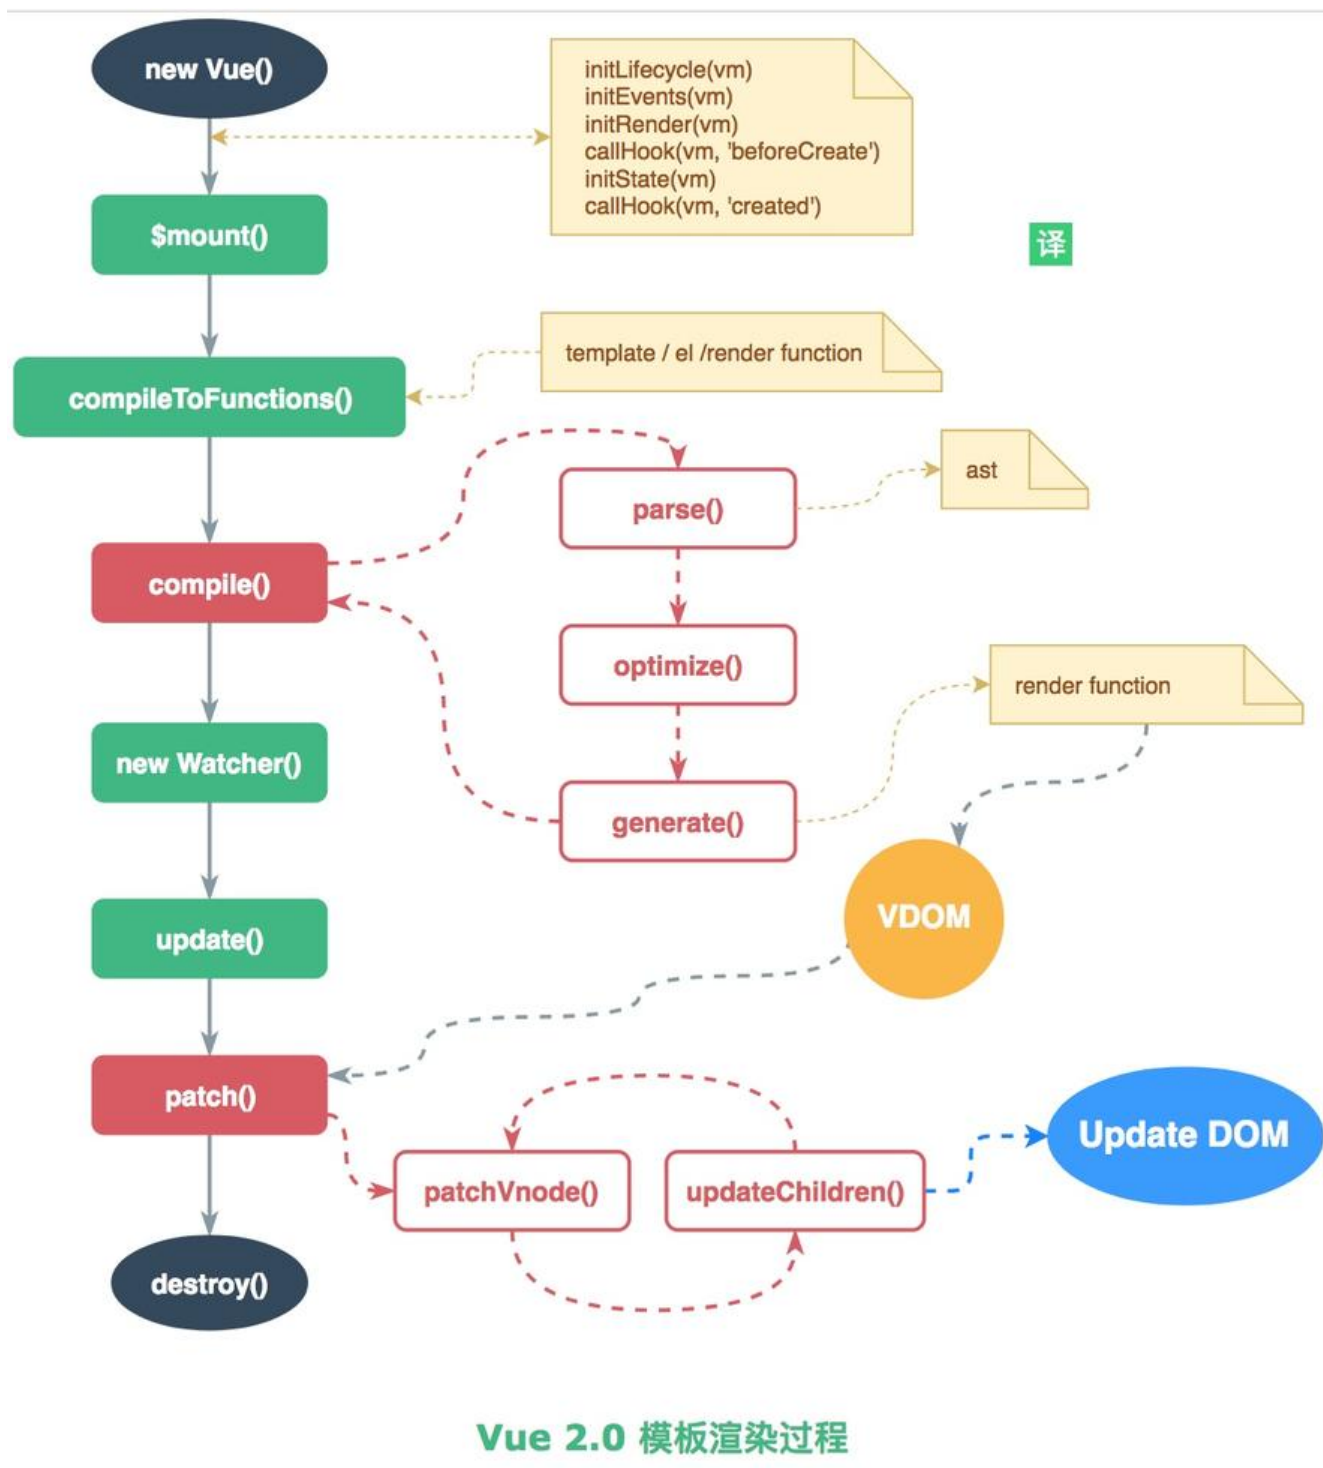 new Vue()
initLifecycle(vm)
initEvents(vm)
initRender(vm)
callHook(vm, 'beforeCreate')
initState(vm)
callHook(vm, 'created')
$mount()
译
template / el /render function
compileToFunctions()
ast
parse()
compile()
optimize()
render function
new Watcher()
generate()
VDOM
update()
patch()
Update DOM
patchVnode()
updateChildren()
destroy()
Vue 2.0 模板渲染过程